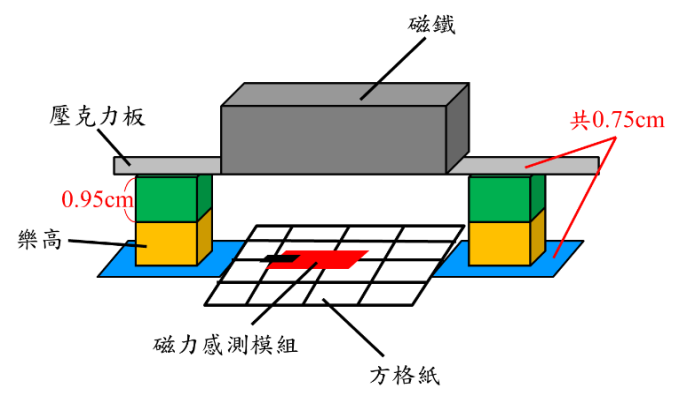 磁鐵
壓克力板
共0.75cm
0.95cm
樂高
磁力感測模組
方格紙